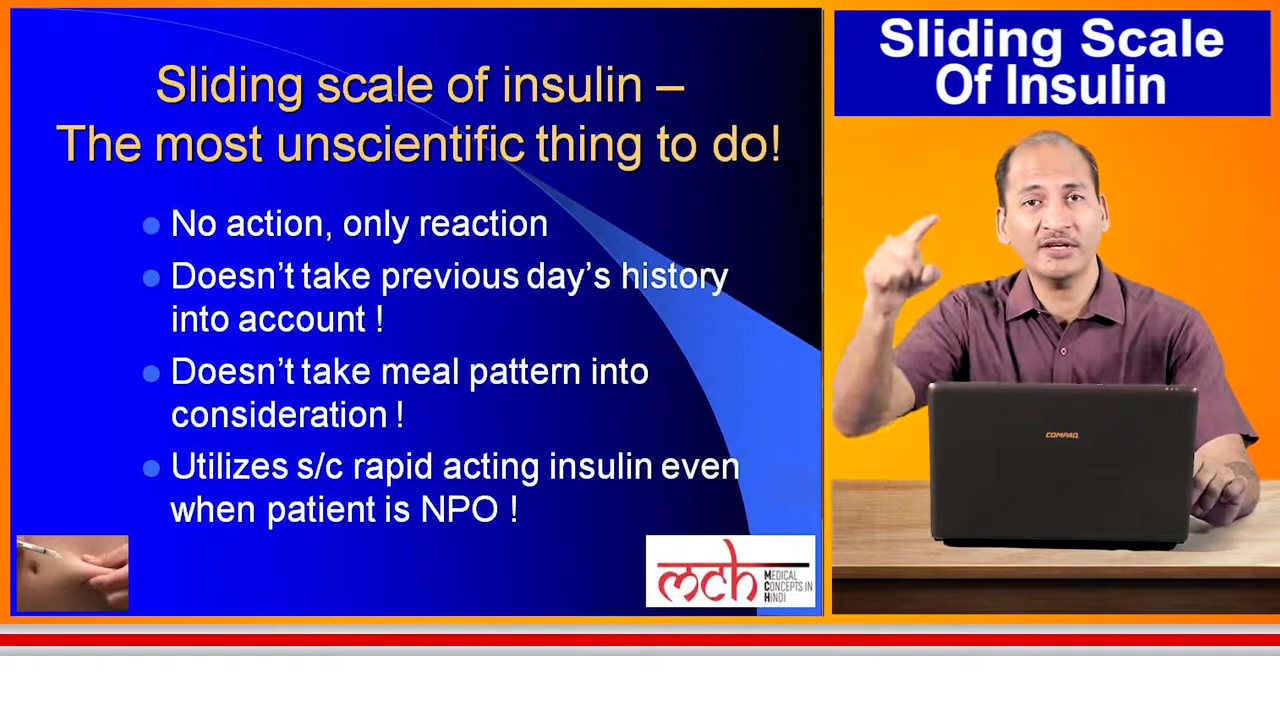 Sliding scale of insulin –
The most unscientific thing to do!
No action, only reaction
Doesn't take previous day's history
into account !
Doesn't take meal pattern into
consideration !
Utilizes s/c rapid acting insulin even
when patient is NPO !
mch
MEDICAL
CONCEPTS IN
HINDI
Sliding Scale
Of Insulin
COMPAQ